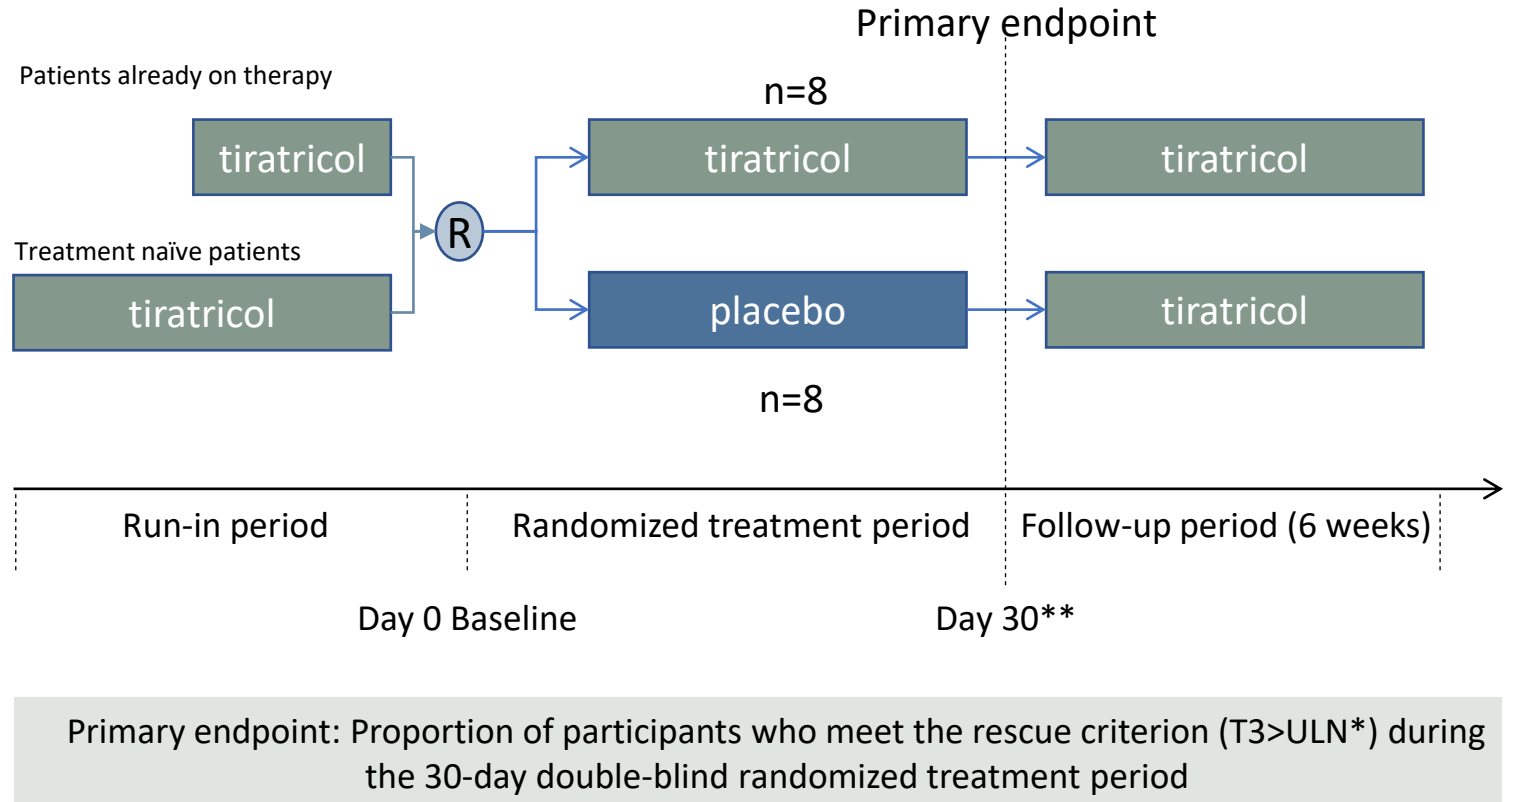 Primary endpoint
Patients already on therapy
n=8
tiratricol
tiratricol
tiratricol
R
Treatment naïve patients
tiratricol
placebo
tiratricol
n=8
Run-in period
Randomized treatment period
Follow-up period (6 weeks)
Day 0 Baseline
Day 30**
Primary endpoint: Proportion of participants who meet the rescue criterion (T3>ULN*) during
the 30-day double-blind randomized treatment period